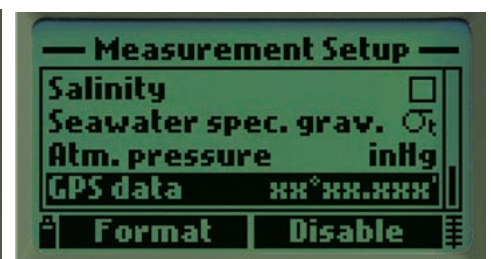 Measurement Setup
Salinity
Seawater spec. grav. σt
Atm. pressure inHg
GPS data xx°xx.xxx'
Format Disable